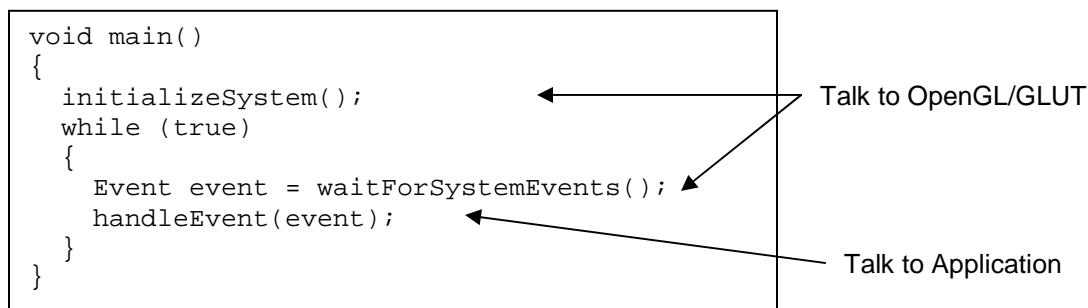 void main()
{
  initializeSystem();
  while (true)
  {
    Event event = waitForSystemEvents();
    handleEvent(event);
  }
}
Talk to OpenGL/GLUT
Talk to Application